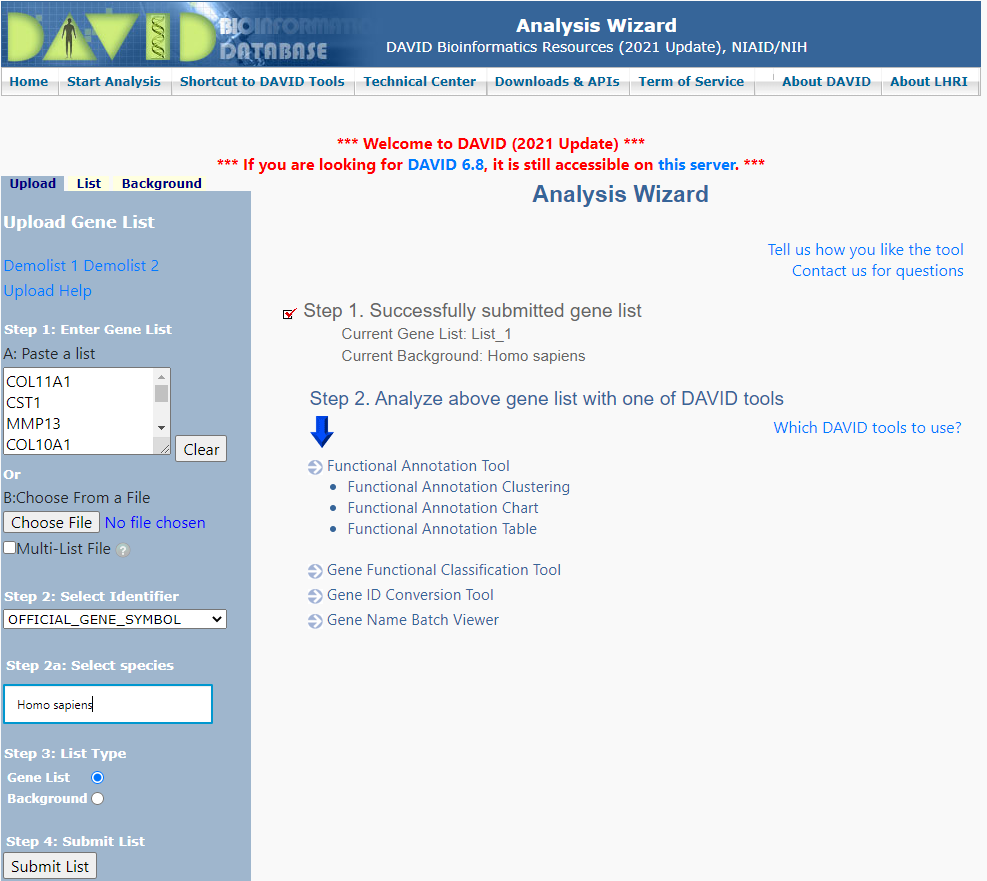 DAVID BIOINFORMATICS
DATABASE
Analysis Wizard
DAVID Bioinformatics Resources (2021 Update), NIAID/NIH
Home Start Analysis Shortcut to DAVID Tools Technical Center Downloads & APIs Term of Service About DAVID About LHRI
*** Welcome to DAVID (2021 Update) ***
*** If you are looking for DAVID 6.8, it is still accessible on this server. ***
Upload List Background
Analysis Wizard
Upload Gene List
Demolist 1 Demolist 2
Upload Help
Step 1: Enter Gene List
A: Paste a list
COL11A1
CST1
MMP13
COL10A1
Clear
Or
B:Choose From a File
Choose File No file chosen
Multi-List File ?
Step 2: Select Identifier
OFFICIAL_GENE_SYMBOL
Step 2a: Select species
Homo sapiens
Step 3: List Type
Gene List
Background
Step 4: Submit List
Submit List
Tell us how you like the tool
Contact us for questions
Step 1. Successfully submitted gene list
Current Gene List: List_1
Current Background: Homo sapiens
Step 2. Analyze above gene list with one of DAVID tools
Which DAVID tools to use?
Functional Annotation Tool
Functional Annotation Clustering
Functional Annotation Chart
Functional Annotation Table
Gene Functional Classification Tool
Gene ID Conversion Tool
Gene Name Batch Viewer